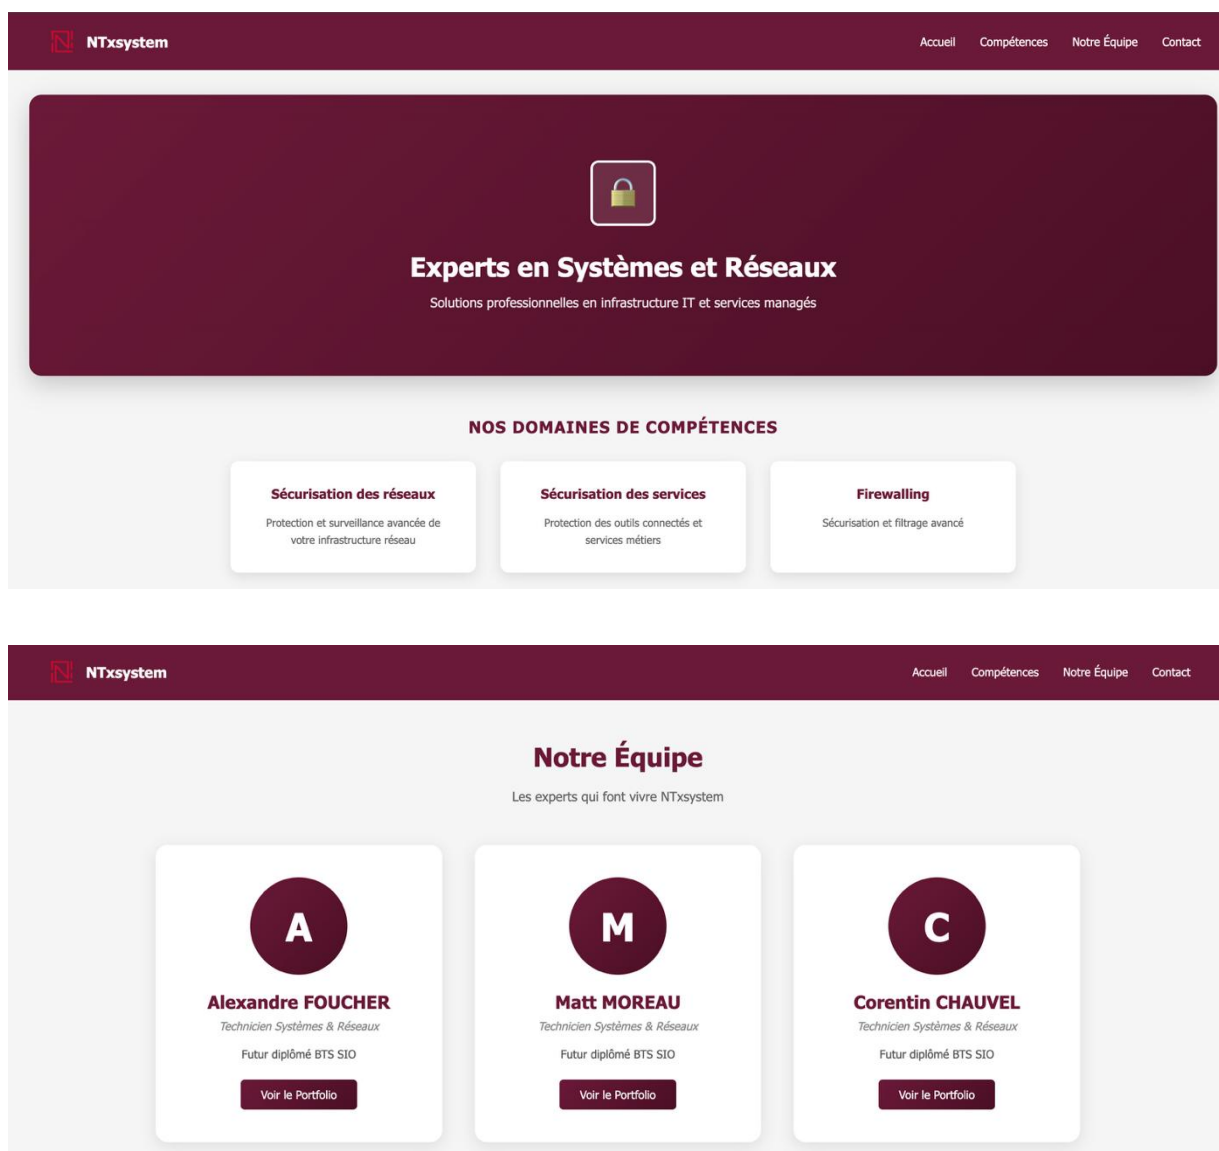 NTxsystem
Accueil Compétences Notre Équipe Contact
Experts en Systèmes et Réseaux
Solutions professionnelles en infrastructure IT et services managés
NOS DOMAINES DE COMPÉTENCES
Sécurisation des réseaux
Protection et surveillance avancée de
votre infrastructure réseau
Sécurisation des services
Protection des outils connectés et
services métiers
Firewalling
Sécurisation et filtrage avancé
NTxsystem
Accueil Compétences Notre Équipe Contact
Notre Équipe
Les experts qui font vivre NTxsystem
A
Alexandre FOUCHER
Technicien Systèmes & Réseaux
Futur diplômé BTS SIO
Voir le Portfolio
M
Matt MOREAU
Technicien Systèmes & Réseaux
Futur diplômé BTS SIO
Voir le Portfolio
C
Corentin CHAUVEL
Technicien Systèmes & Réseaux
Futur diplômé BTS SIO
Voir le Portfolio